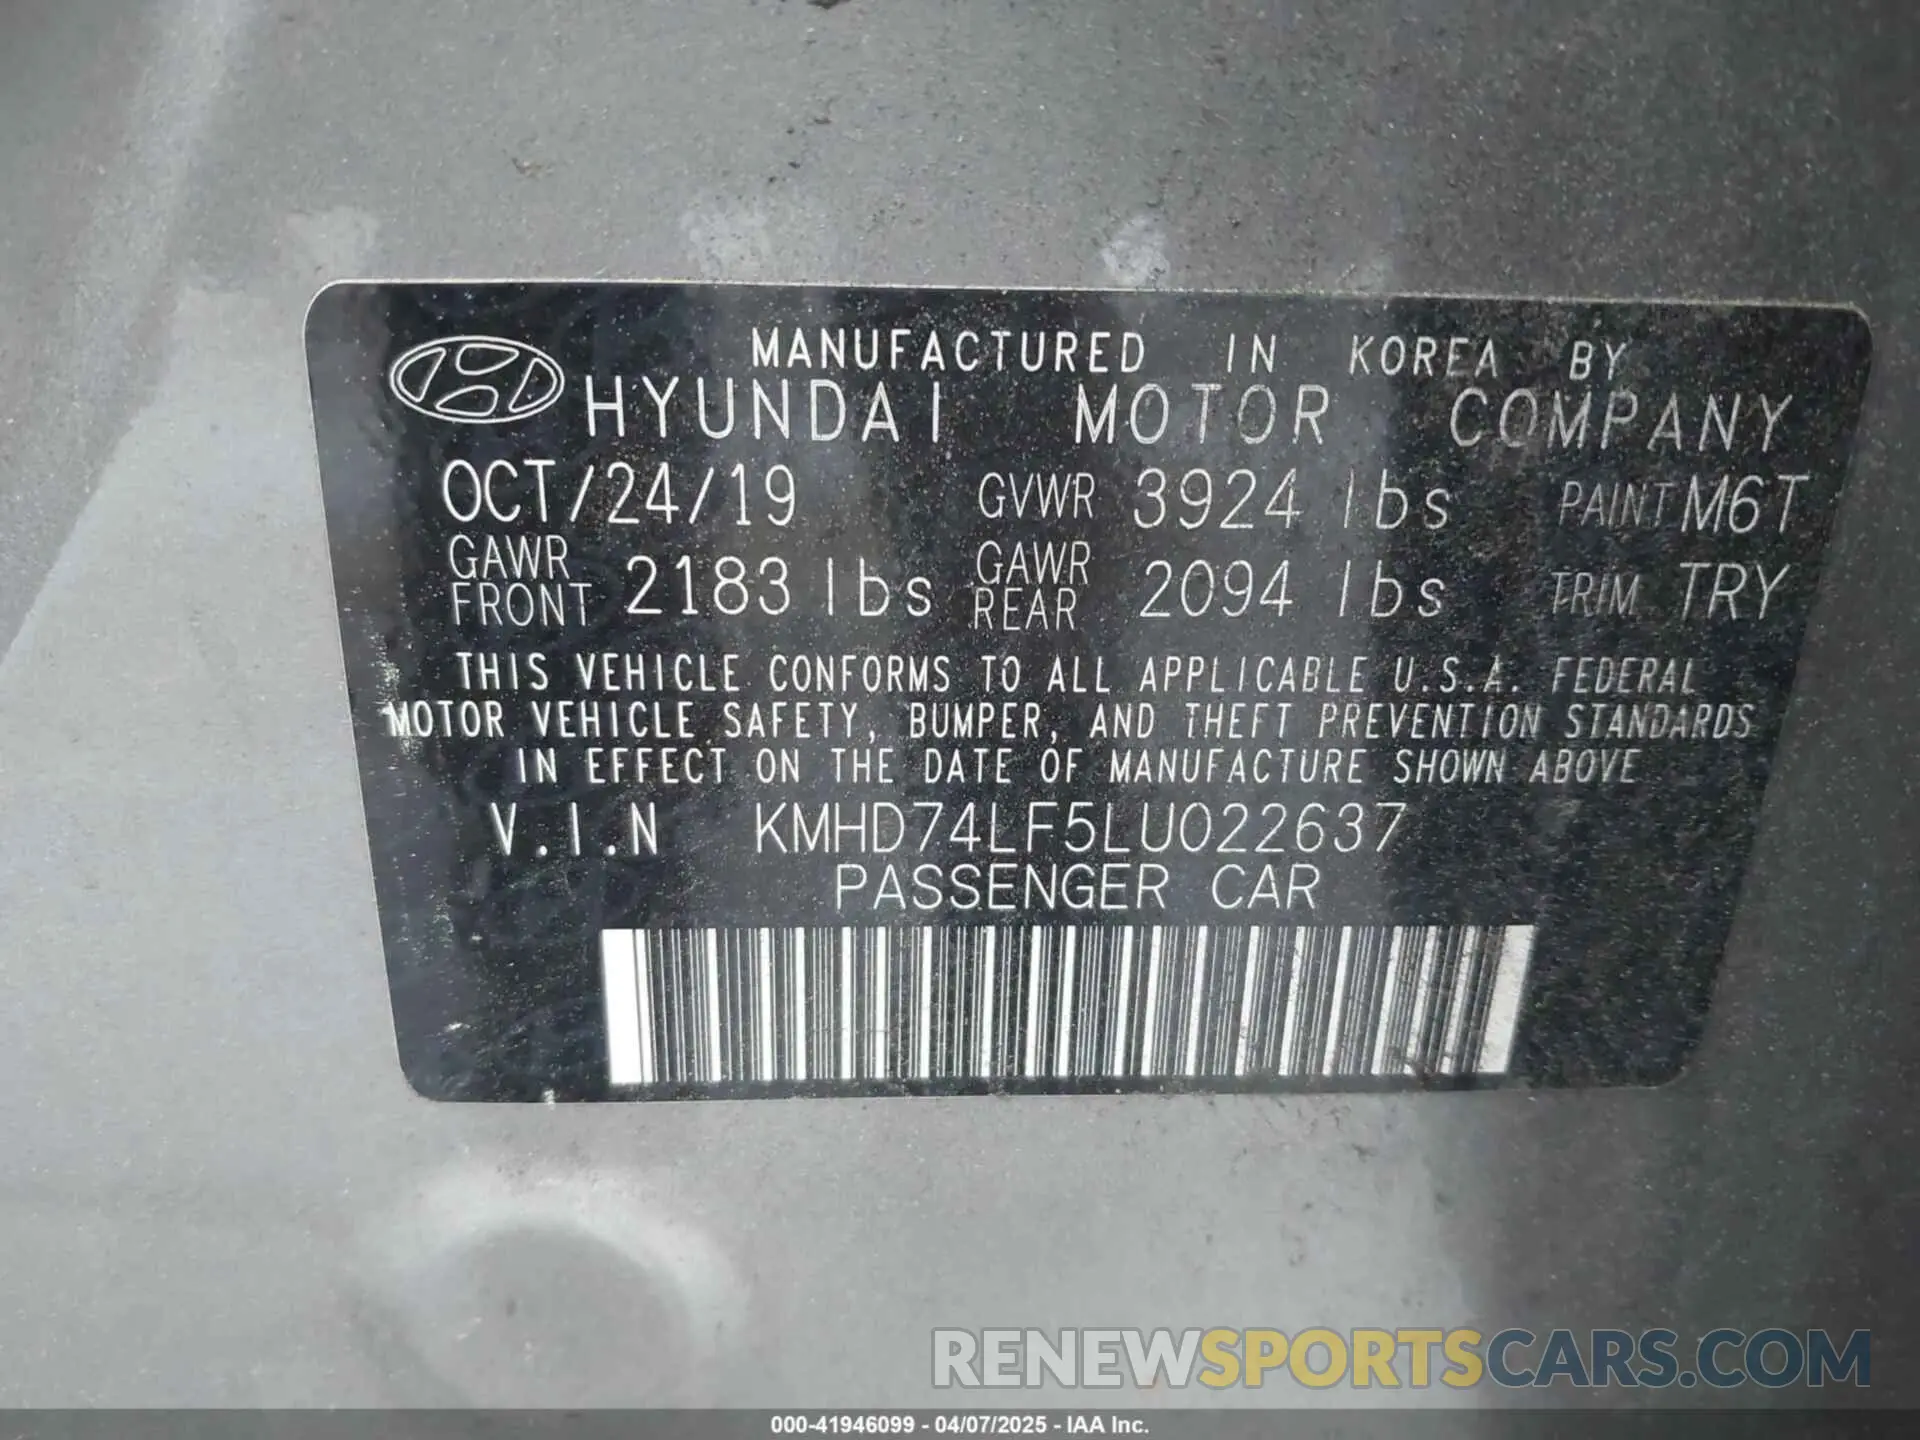 MANUFACTURED IN KOREA BY
HYUNDAI MOTOR COMPANY
OCT/24/19 GVWR 3924 lbs PAINT M6T
GAWR FRONT 2183 lbs GAWR REAR 2094 lbs TRIM TRY
THIS VEHICLE CONFORMS TO ALL APPLICABLE U.S.A. FEDERAL
MOTOR VEHICLE SAFETY, BUMPER, AND THEFT PREVENTION STANDARDS
IN EFFECT ON THE DATE OF MANUFACTURE SHOWN ABOVE
V.I.N KMHD74LF5LU022637
PASSENGER CAR
RENEWSPORTSCARS.COM
000-41946099 - 04/07/2025 - IAA Inc.